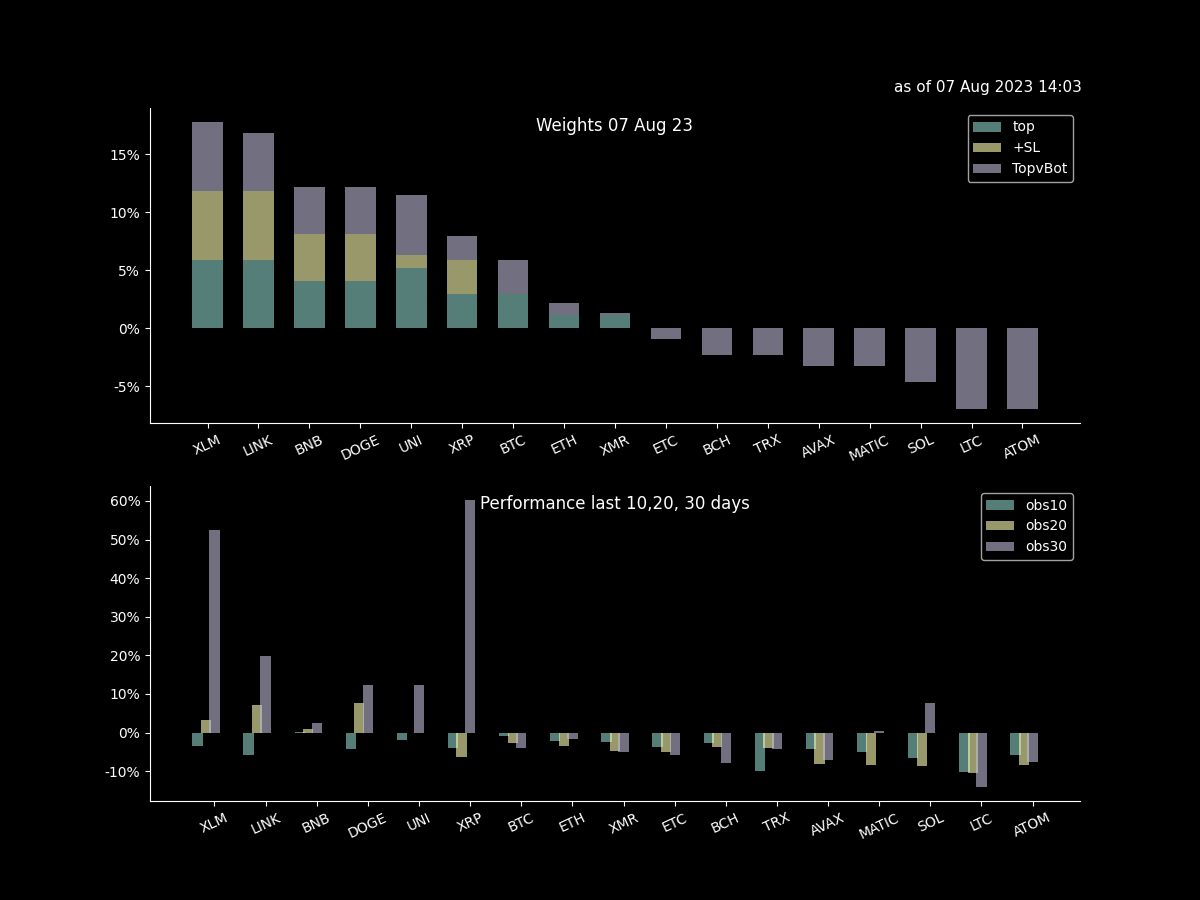 as of 07 Aug 2023 14:03
Weights 07 Aug 23
top
+SL
TopvBot
15%
10%
5%
0%
-5%
XLM LINK BNB DOGE UNI XRP BTC ETH XMR ETC BCH TRX AVAX MATIC SOL LTC ATOM
Performance last 10,20, 30 days
obs10
obs20
obs30
60%
50%
40%
30%
20%
10%
0%
-10%
XLM LINK BNB DOGE UNI XRP BTC ETH XMR ETC BCH TRX AVAX MATIC SOL LTC ATOM